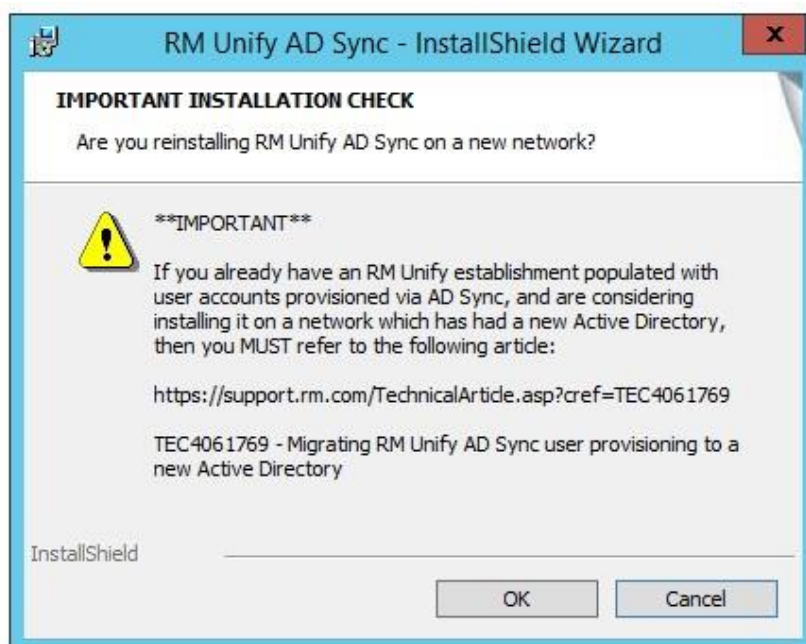 RM Unify AD Sync - InstallShield Wizard
x
IMPORTANT INSTALLATION CHECK
Are you reinstalling RM Unify AD Sync on a new network?
**IMPORTANT**
If you already have an RM Unify establishment populated with
user accounts provisioned via AD Sync, and are considering
installing it on a network which has had a new Active Directory,
then you MUST refer to the following article:
https://support.rm.com/TechnicalArticle.asp?cref=TEC4061769
TEC4061769 - Migrating RM Unify AD Sync user provisioning to a
new Active Directory
InstallShield
OK
Cancel